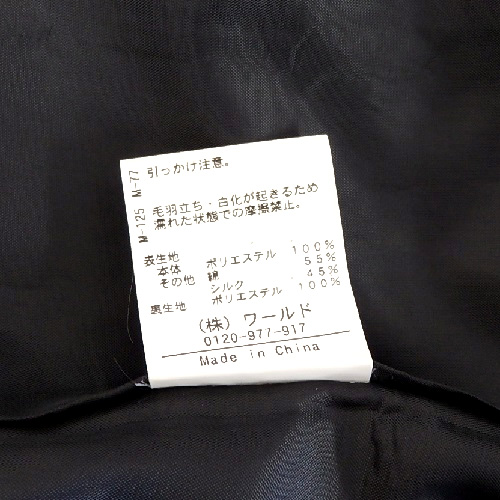 M-77 引っかけ注意。
M-125 毛羽立ち・白化が起きるため
濡れた状態での摩擦禁止。
表生地
本体 ポリエステル 100%
その他 綿 55%
シルク 45%
裏生地 ポリエステル 100%
(株) ワールド
0120-977-917
Made in China